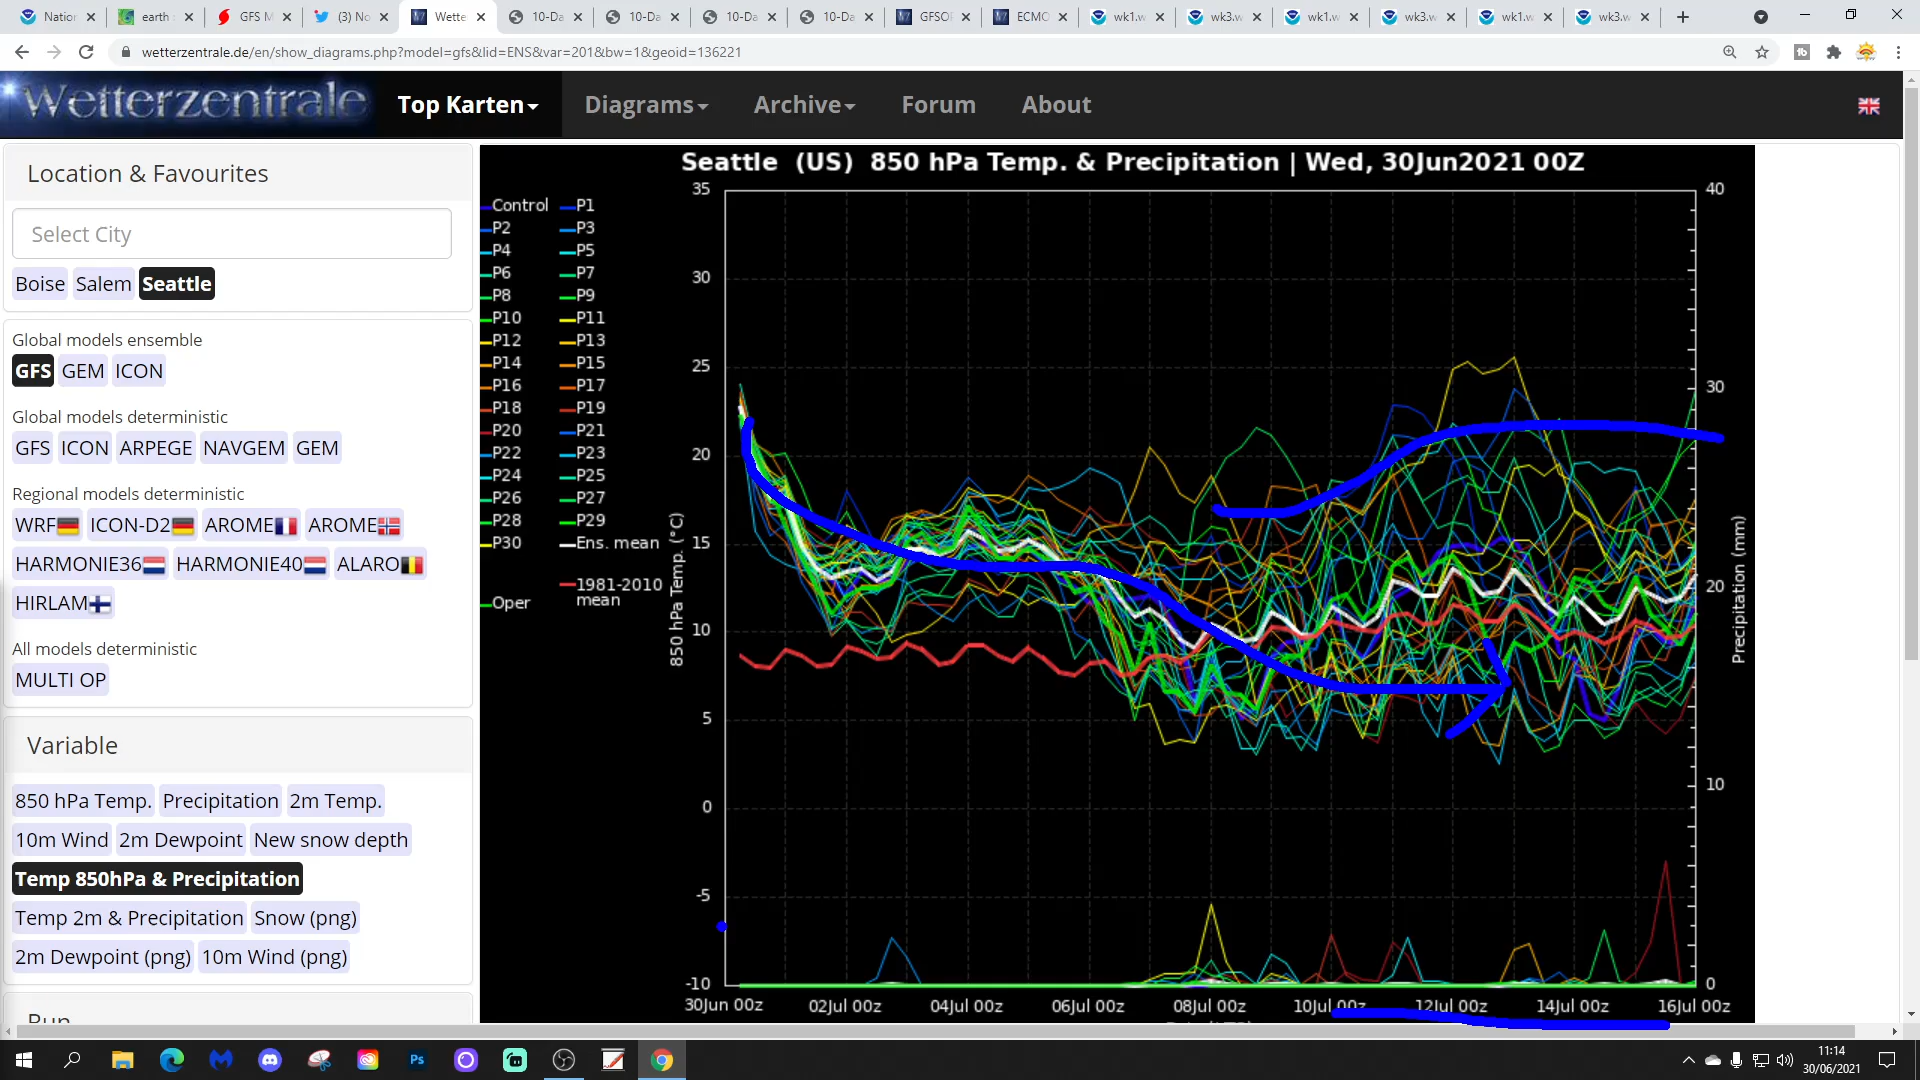 Nation
earth
GFS M
(3) No
Wette
10-Da
10-Da
10-Da
10-Da
GFSOP
ECMO
wk1.w
wk3.w
wk1.w
wk3.w
wk1.w
wk3.w
wetterzentrale.de/en/show_diagrams.php?model=gfs&lid=ENS&var=201&bw=1&geoid=136221
Wetterzentrale
Top Karten
Diagrams
Archive
Forum
About
Location & Favourites
Select City
Boise Salem Seattle
Global models ensemble
GFS GEM ICON
Global models deterministic
GFS ICON ARPEGE NAVGEM GEM
Regional models deterministic
WRF ICON-D2 AROME AROME
HARMONIE36 HARMONIE40 ALARO
HIRLAM
All models deterministic
MULTI OP
Variable
850 hPa Temp. Precipitation 2m Temp.
10m Wind 2m Dewpoint New snow depth
Temp 850hPa & Precipitation
Temp 2m & Precipitation Snow (png)
2m Dewpoint (png) 10m Wind (png)
Run
Seattle (US) 850 hPa Temp. & Precipitation | Wed, 30Jun2021 00Z
Control P1
P2 P3
P4 P5
P6 P7
P8 P9
P10 P11
P12 P13
P14 P15
P16 P17
P18 P19
P20 P21
P22 P23
P24 P25
P26 P27
P28 P29
P30 Ens. mean
1981-2010
mean
Oper
850 hPa Temp. (°C)
35
30
25
20
15
10
5
0
-5
-10
40
30
20
10
0
Precipitation (mm)
30Jun 00z 02Jul 00z 04Jul 00z 06Jul 00z 08Jul 00z 10Jul 00z 12Jul 00z 14Jul 00z 16Jul 00z
11:14
30/06/2021